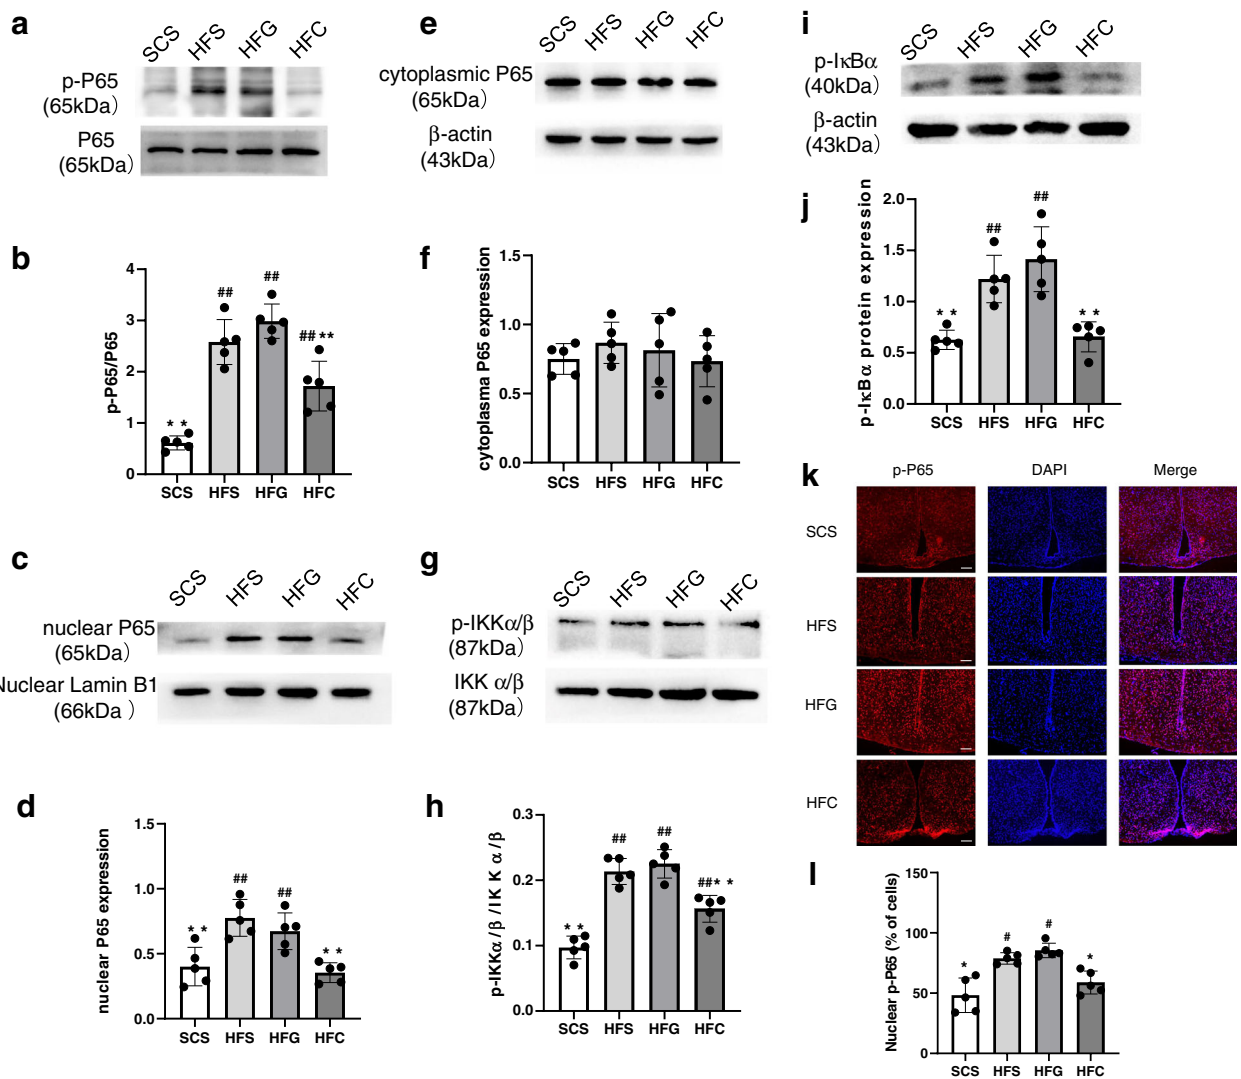 a
SCS HFS HFG HFC
p-P65
(65kDa)
P65
(65kDa)
b
p-P65/P65
4
3
2
1
0
* *
##
##
## **
SCS HFS HFG HFC
c
SCS HFS HFG HFC
nuclear P65
(65kDa)
Nuclear Lamin B1
(66kDa )
d
nuclear P65 expression
1.5
1.0
0.5
0.0
* *
##
##
* *
SCS HFS HFG HFC
e
SCS HFS HFG HFC
cytoplasmic P65
(65kDa)
β-actin
(43kDa)
f
cytoplasma P65 expression
1.5
1.0
0.5
0.0
SCS HFS HFG HFC
g
SCS HFS HFG HFC
p-IKKα/β
(87kDa)
IKK α/β
(87kDa)
h
p-IKKα/β /IK K α /β
0.3
0.2
0.1
0.0
* *
##
##
##* *
SCS HFS HFG HFC
i
SCS HFS HFG HFC
p-IκBα
(40kDa)
β-actin
(43kDa)
j
p-IκBα protein expression
2.0
1.5
1.0
0.5
0.0
* *
##
##
* *
SCS HFS HFG HFC
k
p-P65 DAPI Merge
SCS
HFS
HFG
HFC
l
Nuclear p-P65 (% of cells)
150
100
50
0
*
#
#
*
SCS HFS HFG HFC